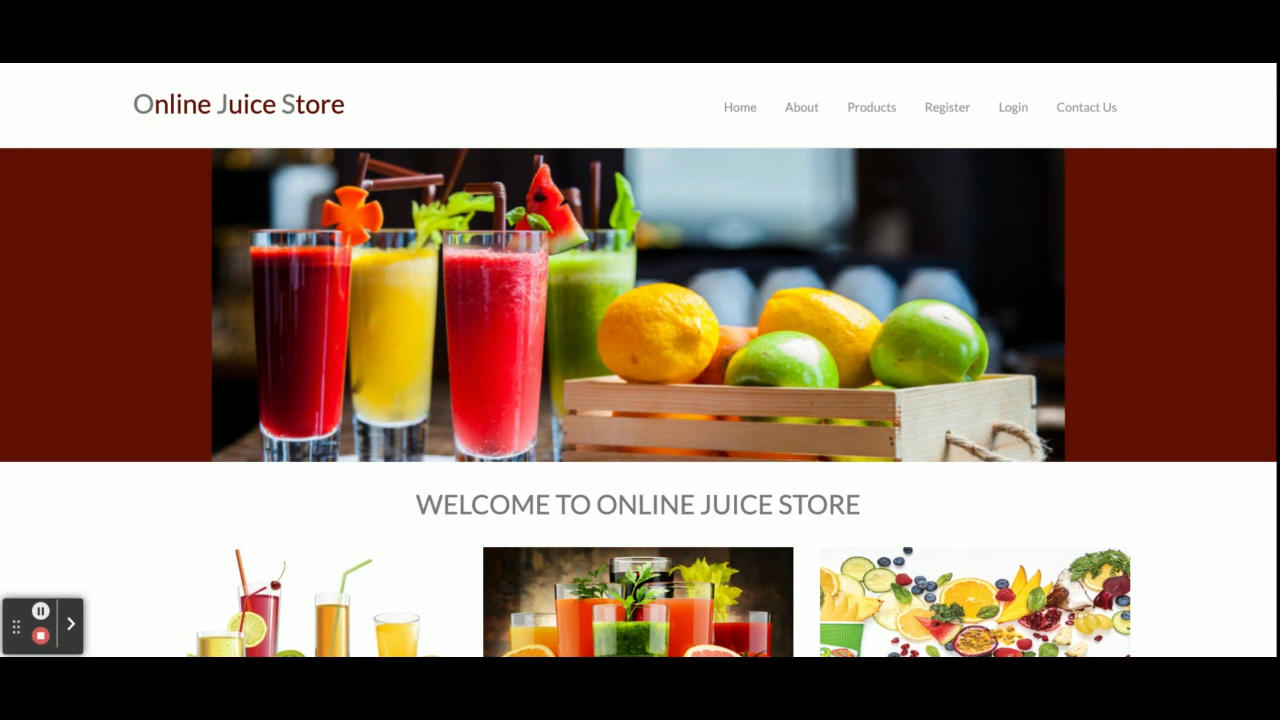 Online Juice Store
Home About Products Register Login Contact Us
WELCOME TO ONLINE JUICE STORE